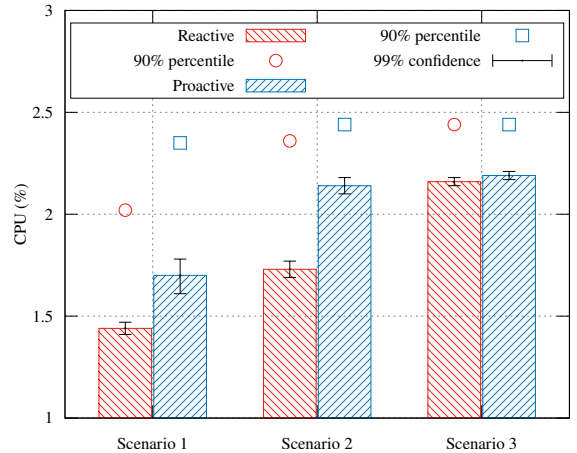 3
Reactive
90% percentile
90% percentile
99% confidence
Proactive
2.5
2
1.5
1
CPU (%)
Scenario 1
Scenario 2
Scenario 3